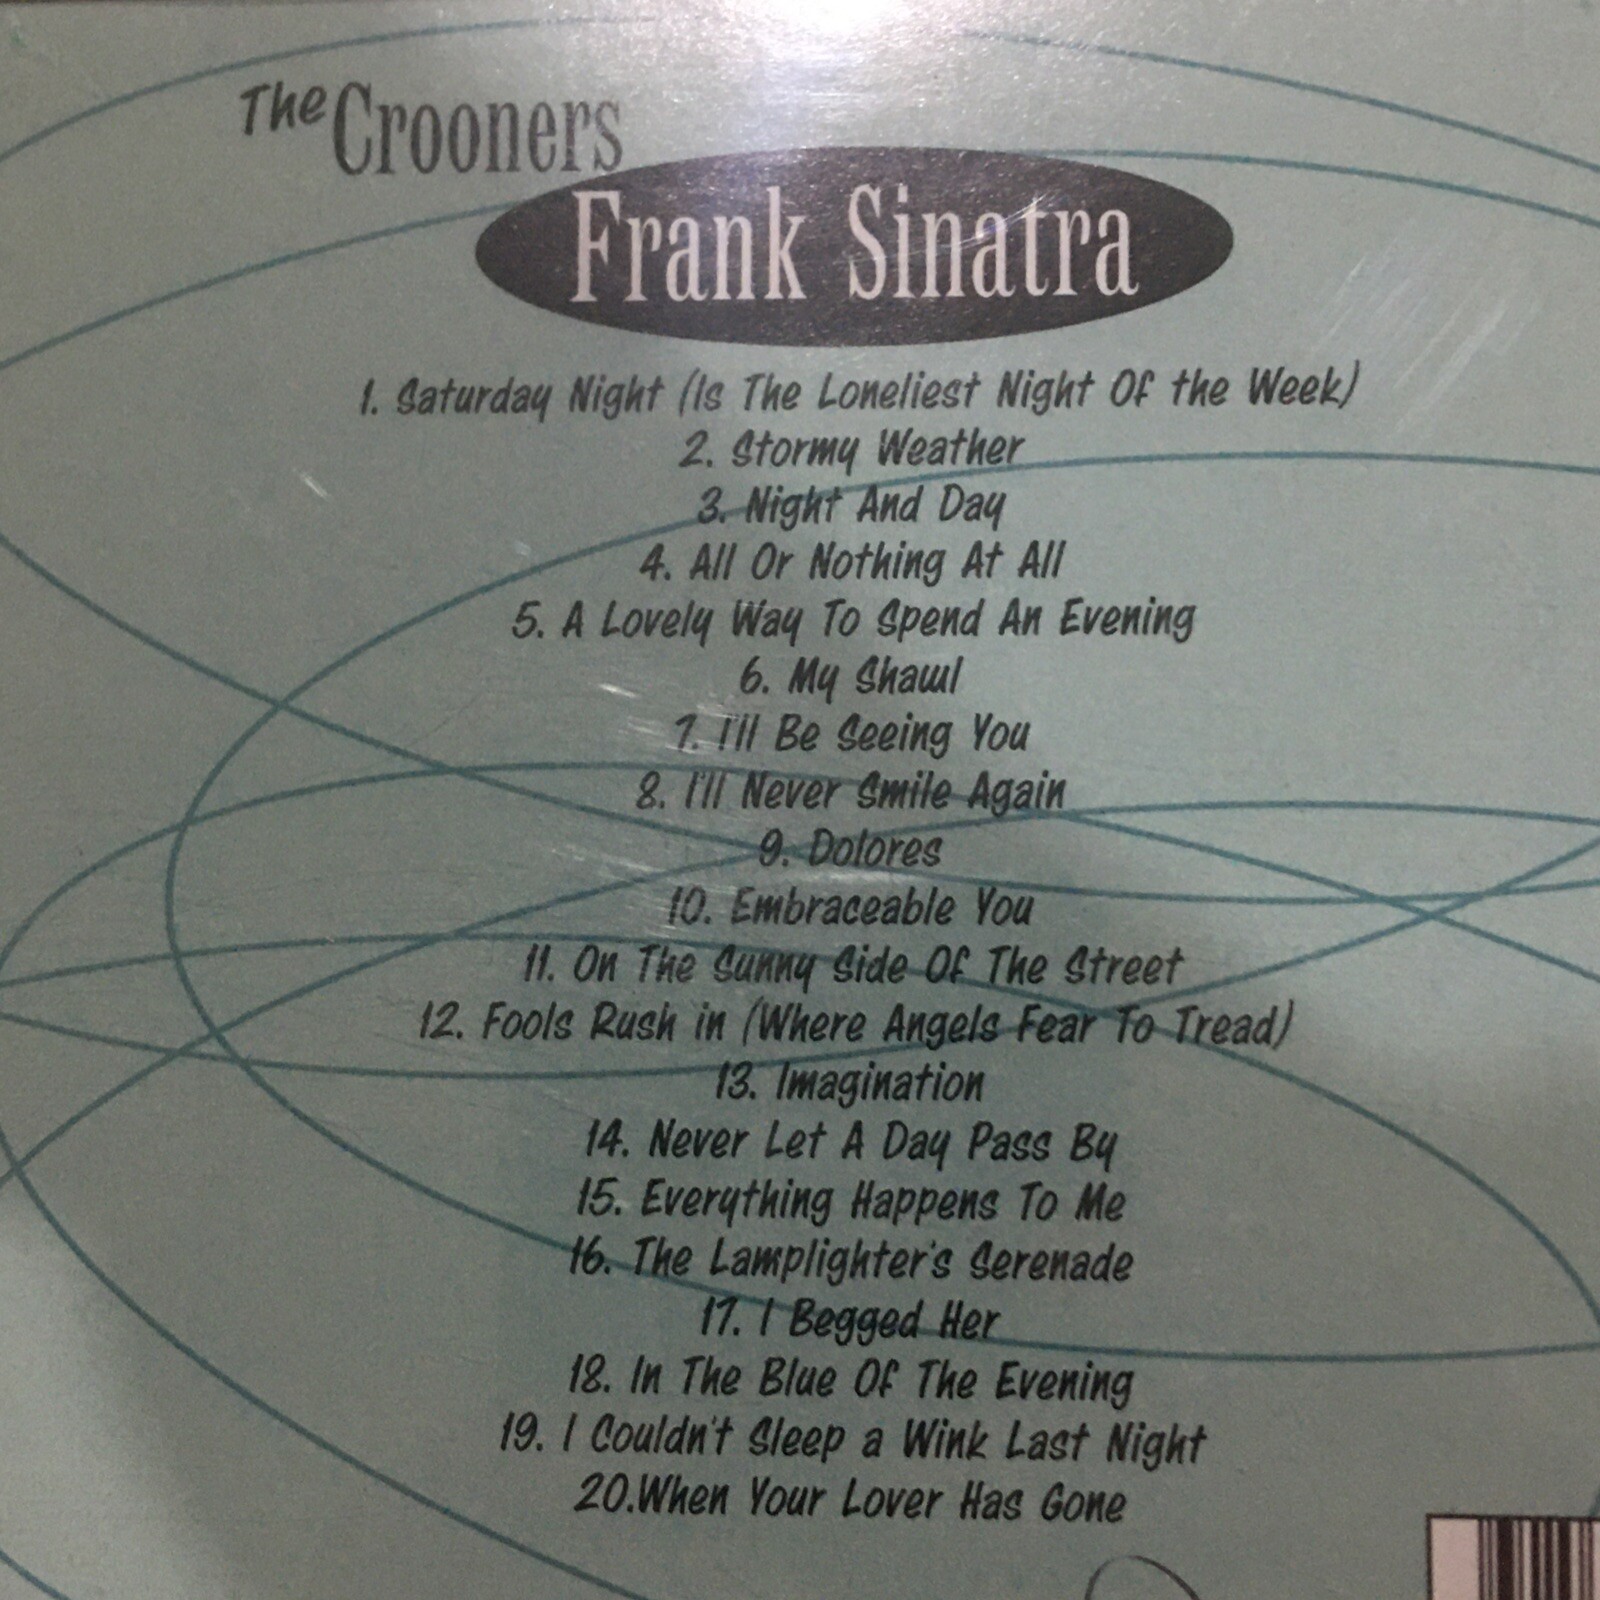 The Crooners
Frank Sinatra
1. Saturday Night (Is The Loneliest Night Of the Week)
2. Stormy Weather
3. Night And Day
4. All Or Nothing At All
5. A Lovely Way To Spend An Evening
6. My Shawl
7. I'll Be Seeing You
8. I'll Never Smile Again
9. Dolores
10. Embraceable You
11. On The Sunny Side Of The Street
12. Fools Rush in (Where Angels Fear To Tread)
13. Imagination
14. Never Let A Day Pass By
15. Everything Happens To Me
16. The Lamplighter's Serenade
17. I Begged Her
18. In The Blue Of The Evening
19. I Couldn't Sleep a Wink Last Night
20.When Your Lover Has Gone